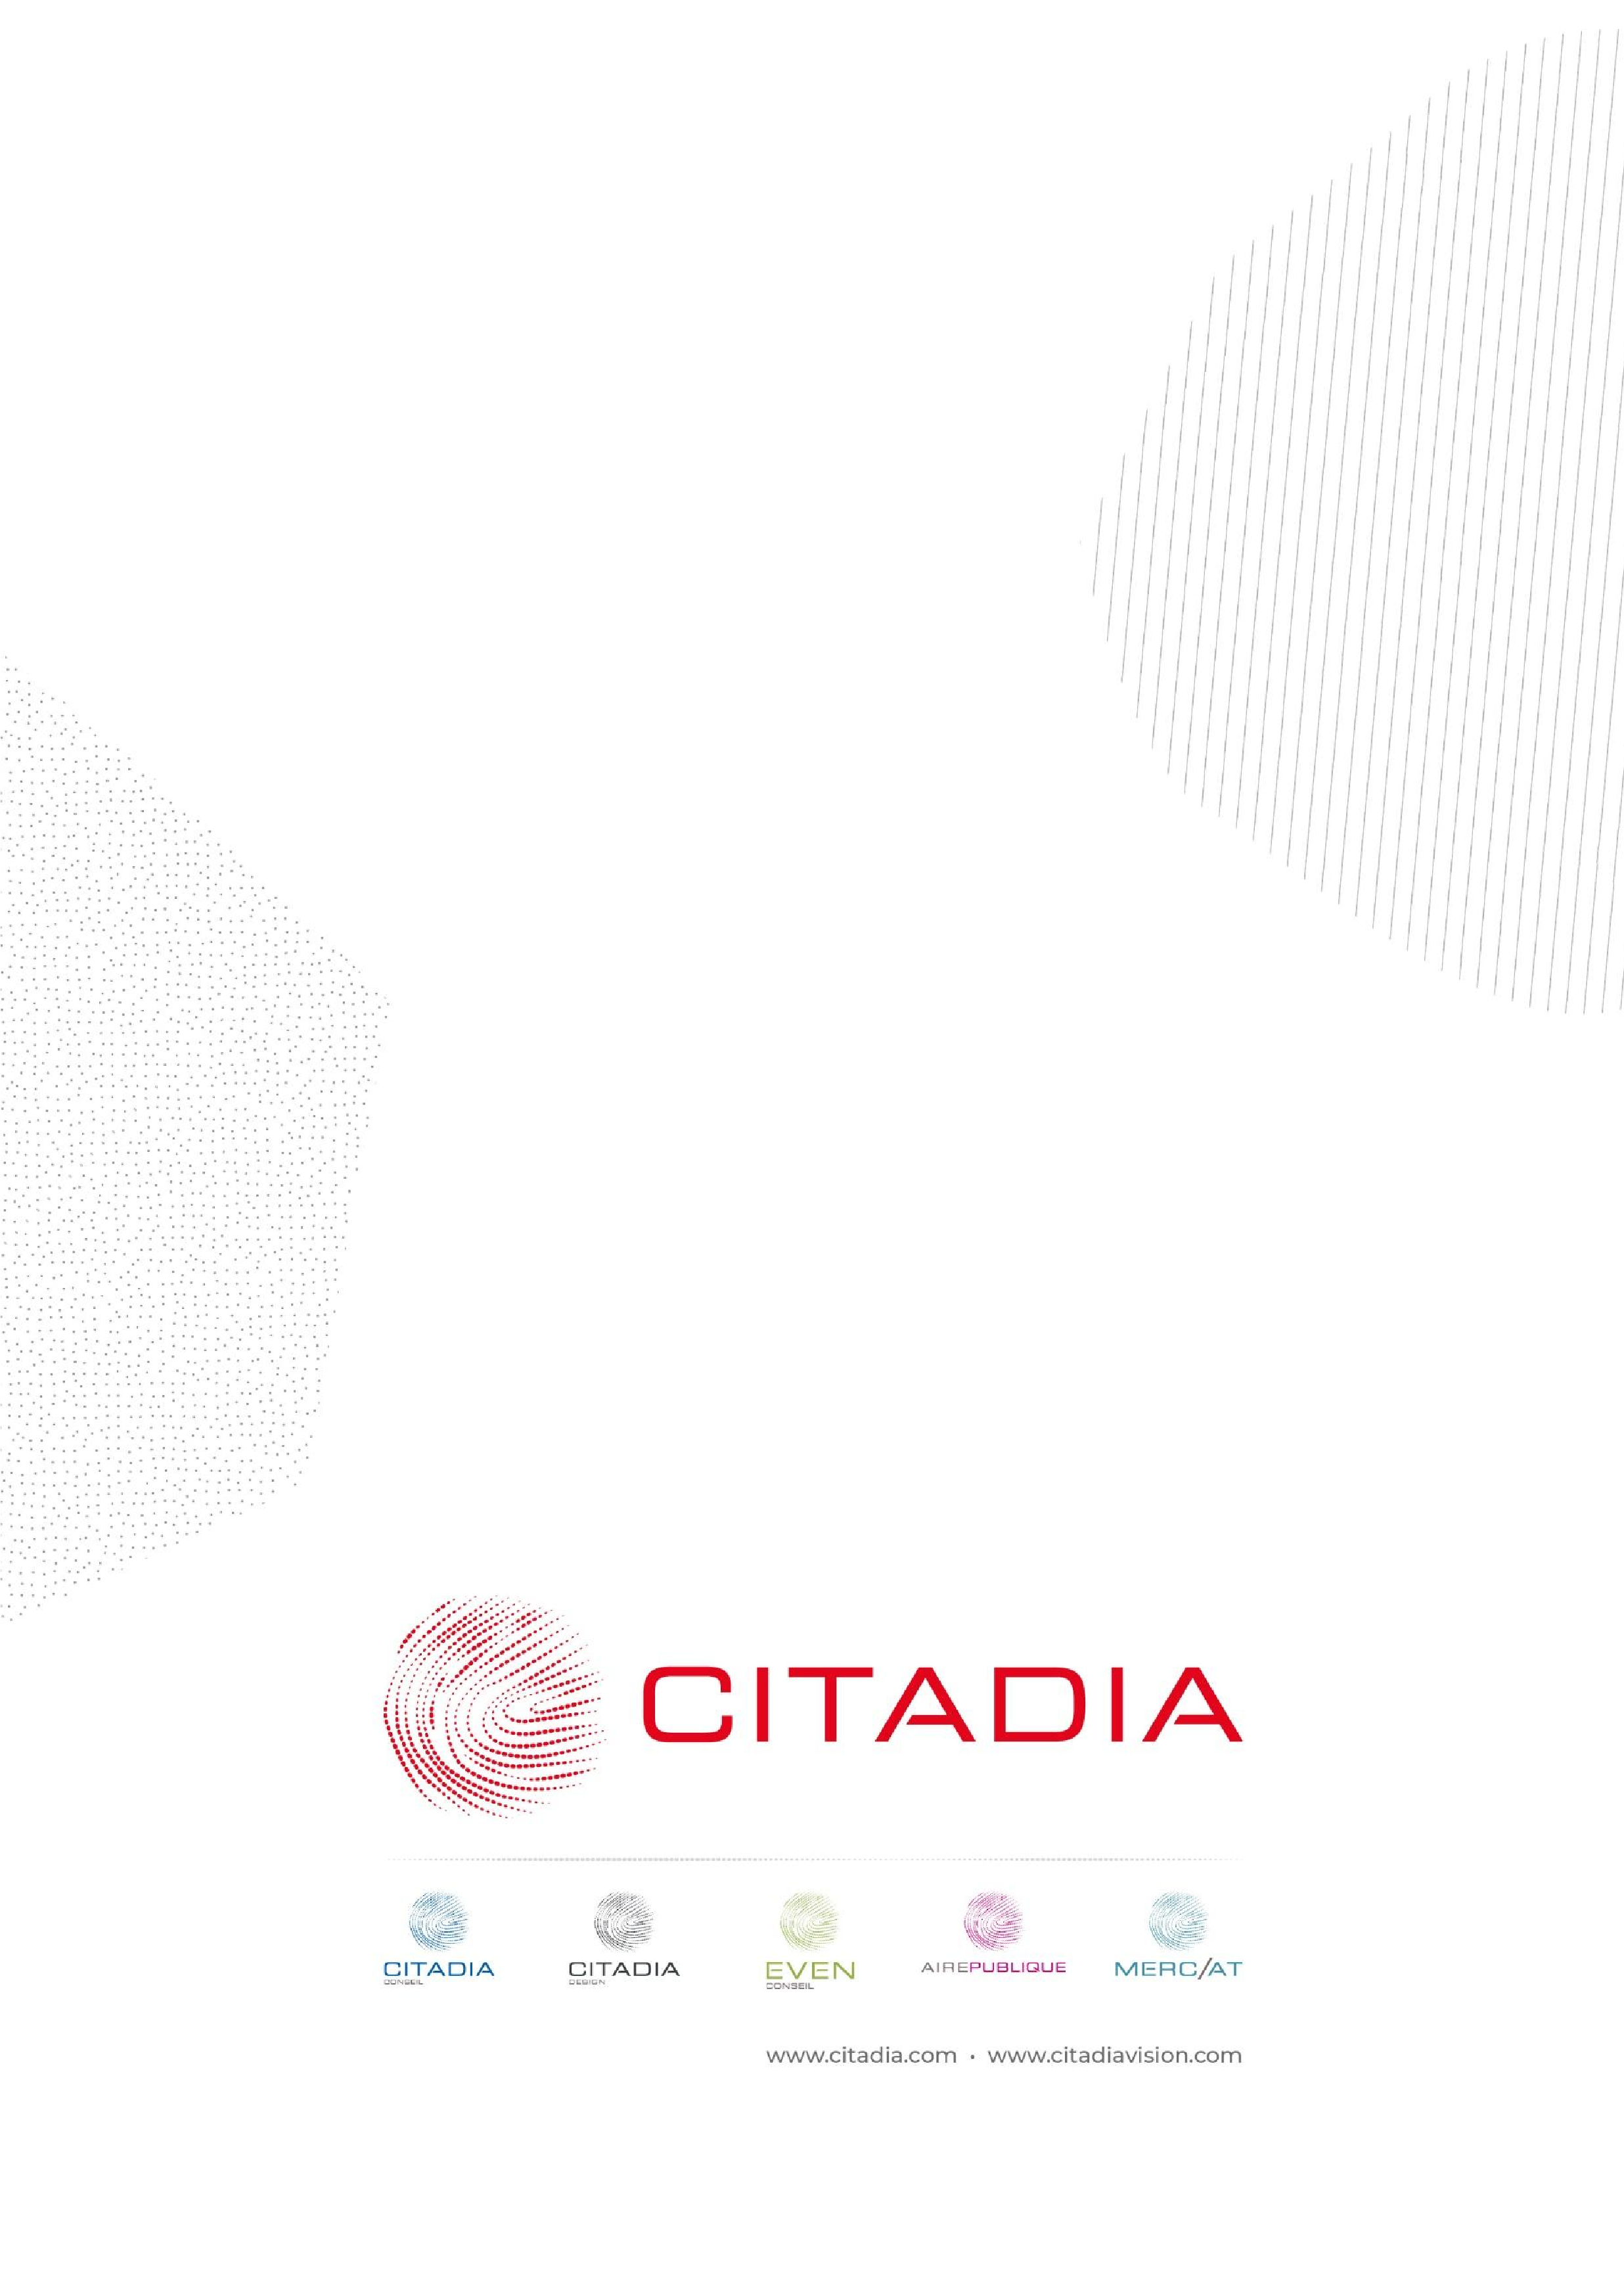 CITADIA
CITADIA CONSEIL
CITADIA DESIGN
EVEN CONSEIL
AIREPUBLIQUE
MERC/AT
www.citadia.com • www.citadiavision.com